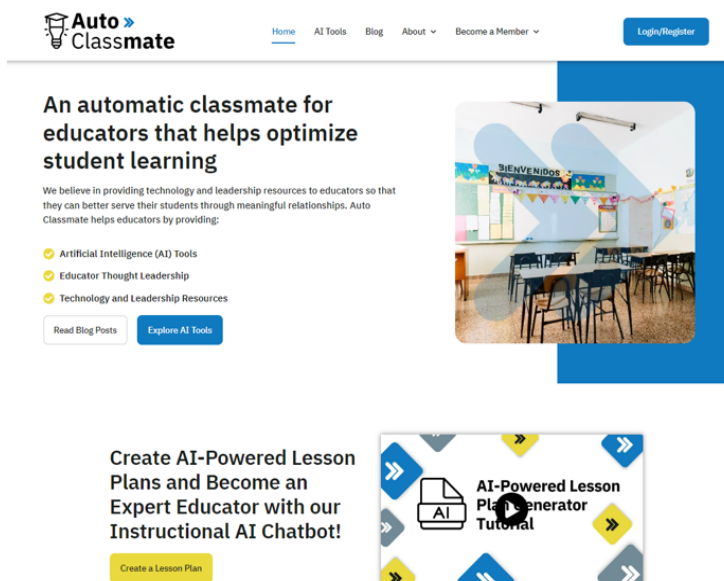 Auto »
Classmate
Home
AI Tools
Blog
About
Become a Member
Login/Register
An automatic classmate for
educators that helps optimize
student learning
We believe in providing technology and leadership resources to educators so that
they can better serve their students through meaningful relationships. Auto
Classmate helps educators by providing:
Artificial Intelligence (AI) Tools
Educator Thought Leadership
Technology and Leadership Resources
Read Blog Posts
Explore AI Tools
BIENVENIDOS
Create AI-Powered Lesson
Plans and Become an
Expert Educator with our
Instructional AI Chatbot!
Create a Lesson Plan
AI
AI-Powered Lesson
Plan Generator
Tutorial